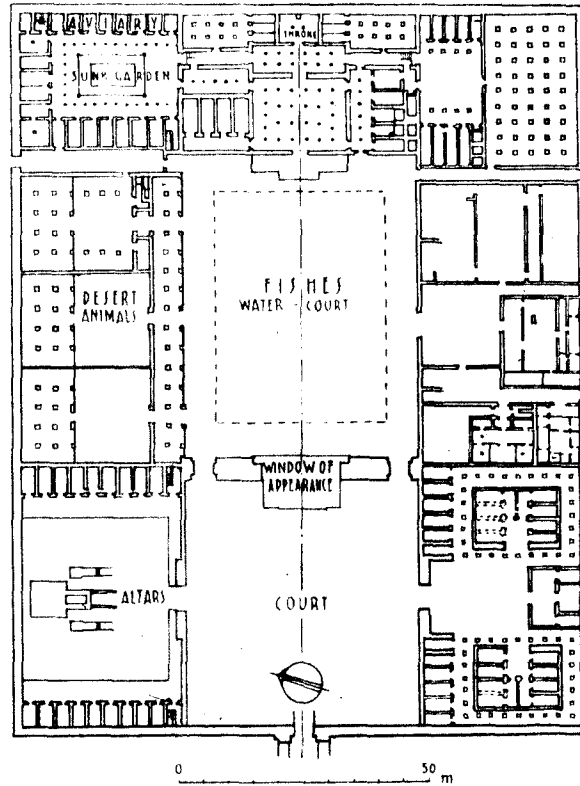 AVIARY
THRONE
SUNK GARDEN
FISHES
WATER - COURT
DESERT
ANIMALS
WINDOW OF
APPEARANCE
ALTARS
COURT
0 50
m